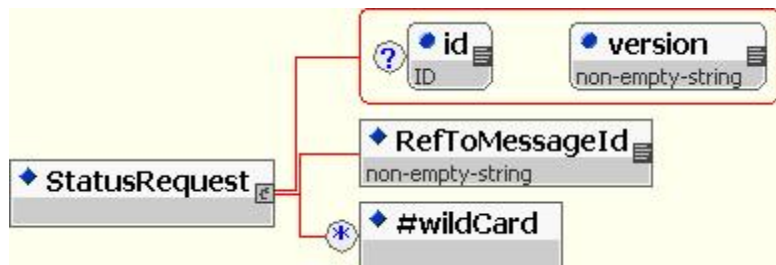 ? id version
ID non-empty-string
RefToMessageId
non-empty-string
StatusRequest
* #wildCard